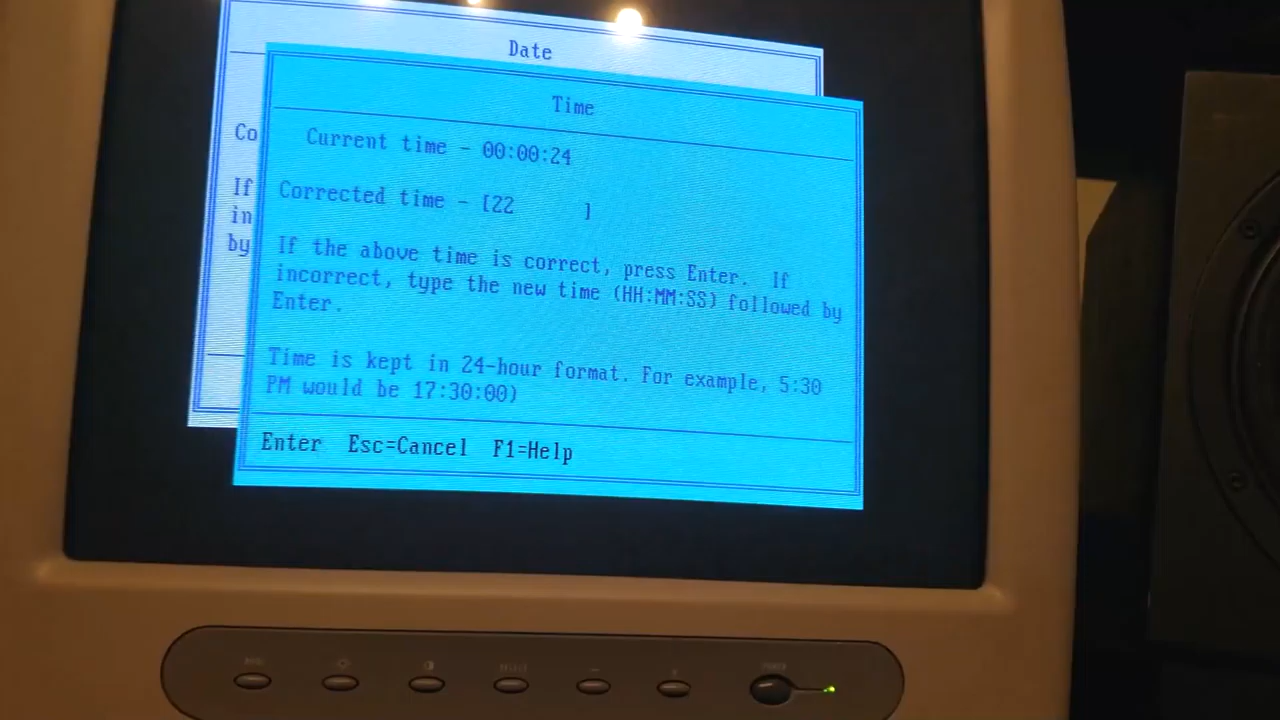 Date
Time
Co
Current time - 00:00:24
If
Corrected time - [22 ]
in
by
If the above time is correct, press Enter. If
incorrect, type the new time (HH:MM:SS) followed by
Enter.
Time is kept in 24-hour format. For example, 5:30
PM would be 17:30:00)
Enter Esc=Cancel F1=Help